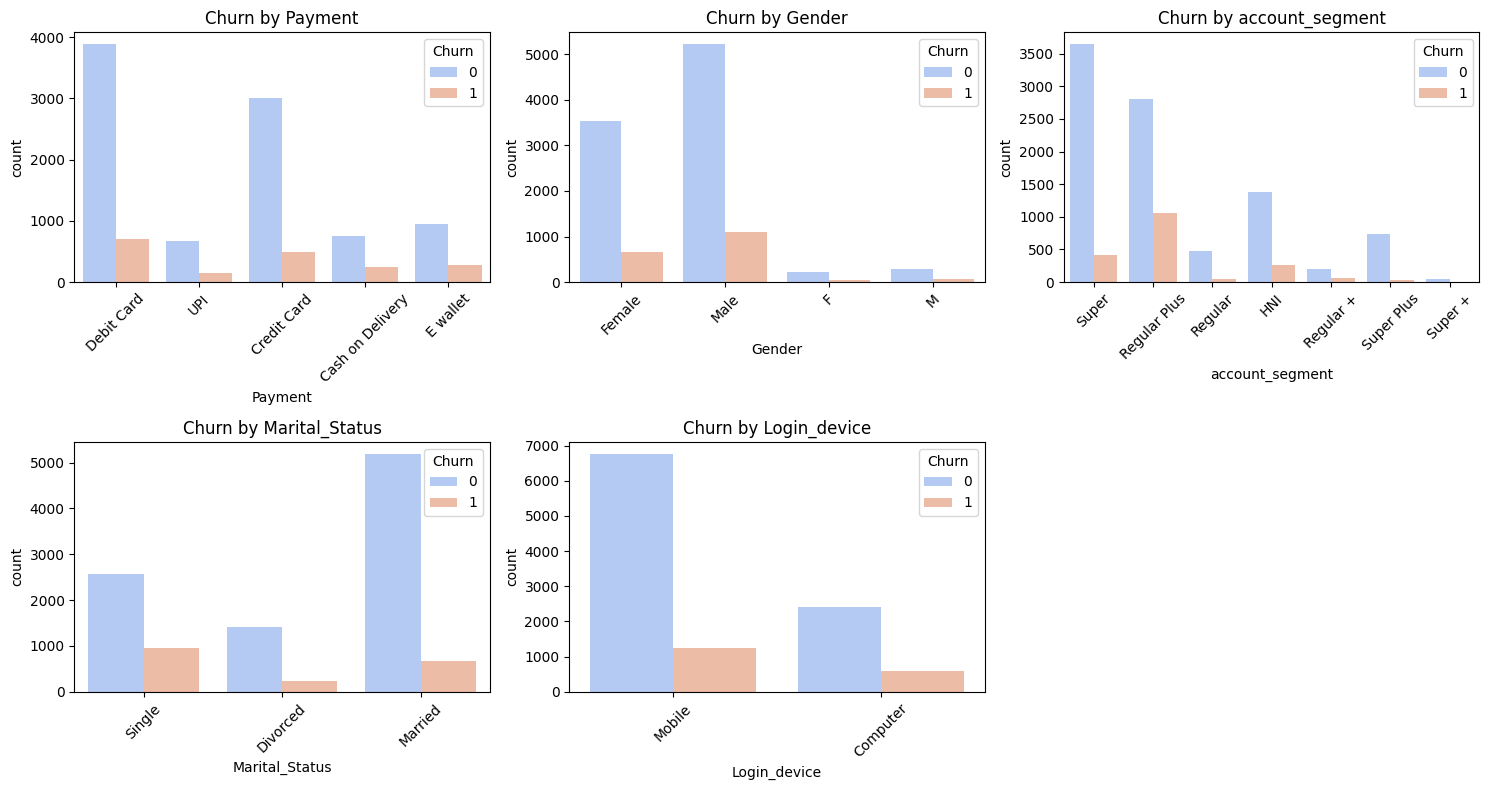 Churn by Payment
4000
3000
2000
1000
0
count
Churn
0
1
Debit Card
UPI
Credit Card
Cash on Delivery
E wallet
Payment
Churn by Gender
5000
4000
3000
2000
1000
0
count
Churn
0
1
Female
Male
F
M
Gender
Churn by account_segment
3500
3000
2500
2000
1500
1000
500
0
count
Churn
0
1
Super
Regular Plus
Regular
HNI
Regular +
Super Plus
Super +
account_segment
Churn by Marital_Status
5000
4000
3000
2000
1000
0
count
Churn
0
1
Single
Divorced
Married
Marital_Status
Churn by Login_device
7000
6000
5000
4000
3000
2000
1000
0
count
Churn
0
1
Mobile
Computer
Login_device